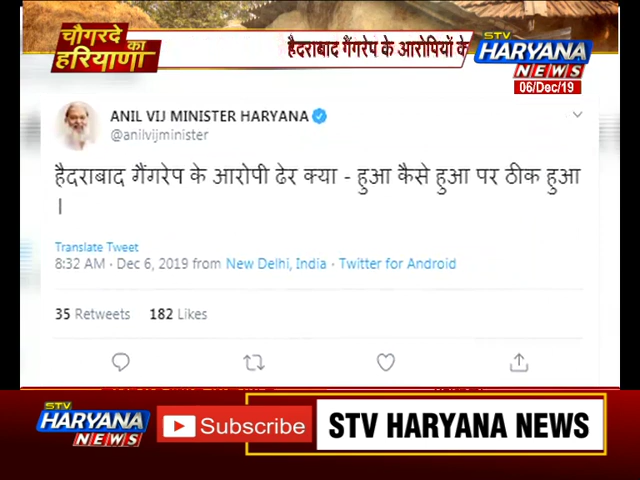 चौगरदे का
हरियाणा
हैदराबाद गैंगरेप के आरोपियों के
STV
HARYANA
NEWS
06/Dec/19
ANIL VIJ MINISTER HARYANA
@anilvijminister
हैदराबाद गैंगरेप के आरोपी ढेर क्या - हुआ कैसे हुआ पर ठीक हुआ
।
Translate Tweet
8:32 AM · Dec 6, 2019 from New Delhi, India · Twitter for Android
35 Retweets 182 Likes
STV
HARYANA
NEWS
Subscribe
STV HARYANA NEWS